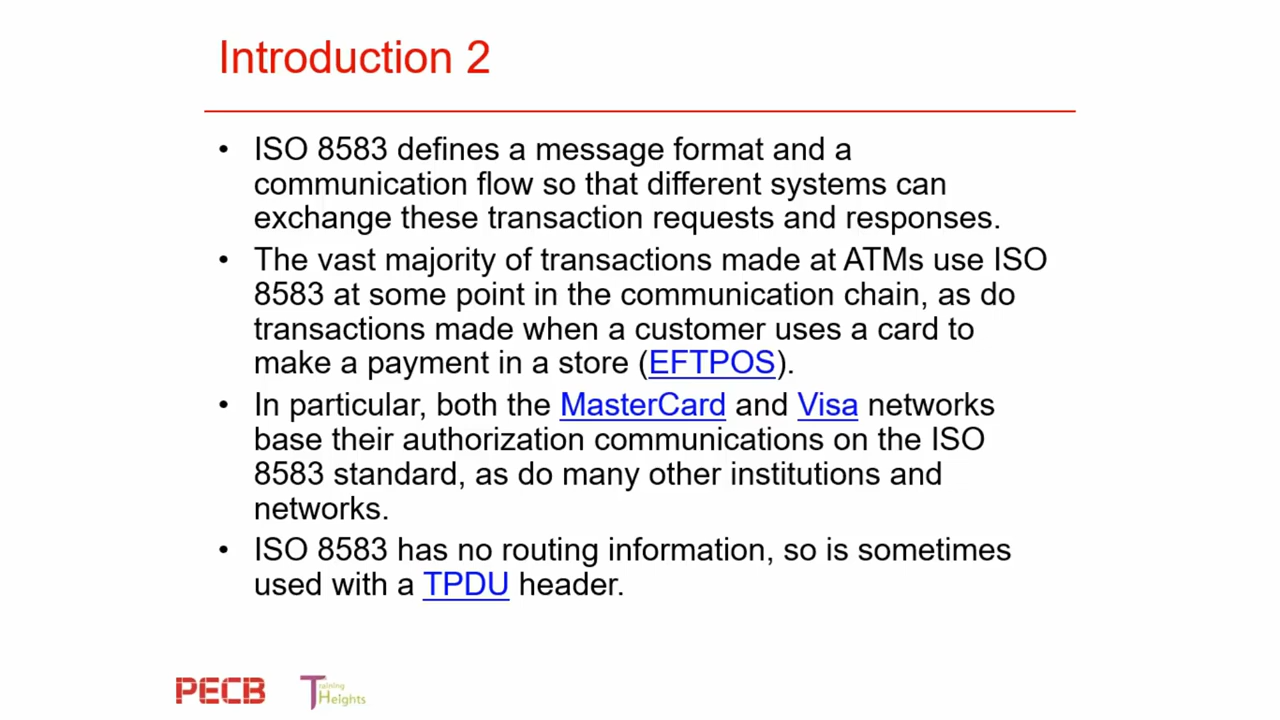 Introduction 2
• ISO 8583 defines a message format and a
communication flow so that different systems can
exchange these transaction requests and responses.
• The vast majority of transactions made at ATMs use ISO
8583 at some point in the communication chain, as do
transactions made when a customer uses a card to
make a payment in a store (EFTPOS).
• In particular, both the MasterCard and Visa networks
base their authorization communications on the ISO
8583 standard, as do many other institutions and
networks.
• ISO 8583 has no routing information, so is sometimes
used with a TPDU header.
PECB
Training
Heights